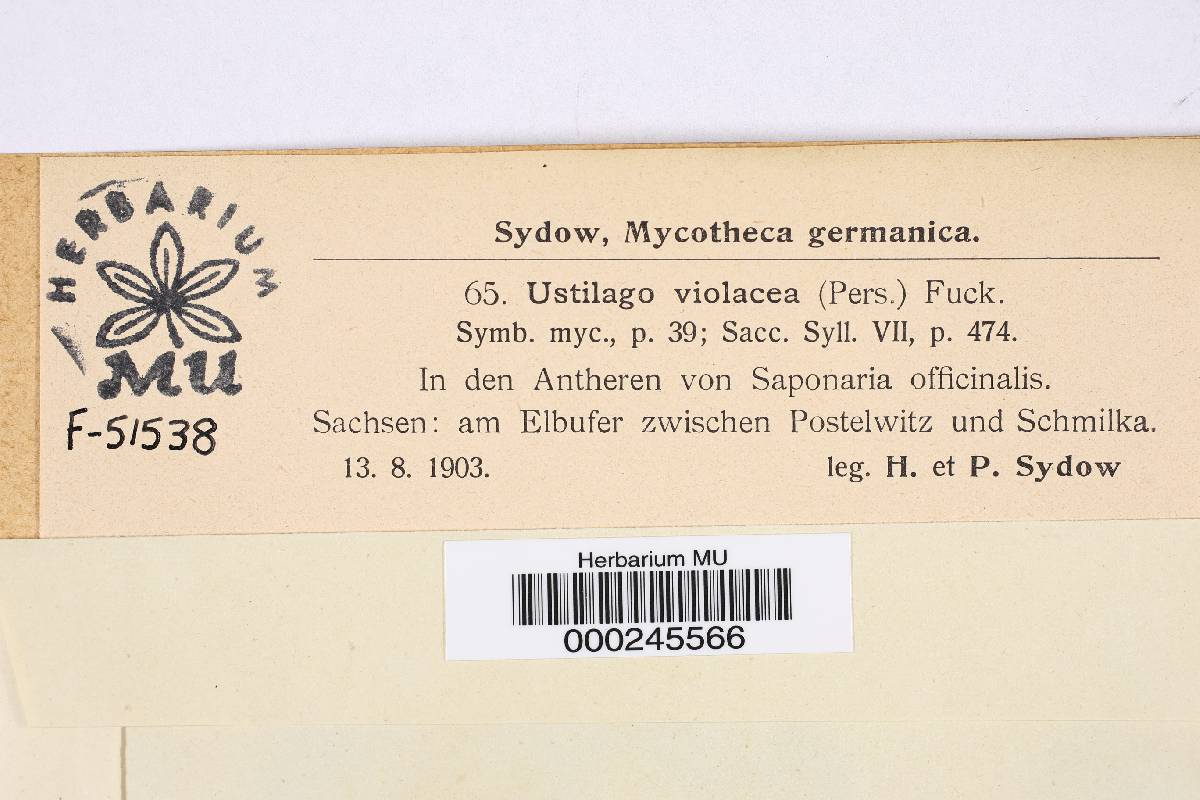 HERBARIUM
MU
F-51538
Sydow, Mycotheca germanica.
65. Ustilago violacea (Pers.) Fuck.
Symb. myc., p. 39; Sacc. Syll. VII, p. 474.
In den Antheren von Saponaria officinalis.
Sachsen: am Elbufer zwischen Postelwitz und Schmilka.
13. 8. 1903. leg. H. et P. Sydow
Herbarium MU
000245566